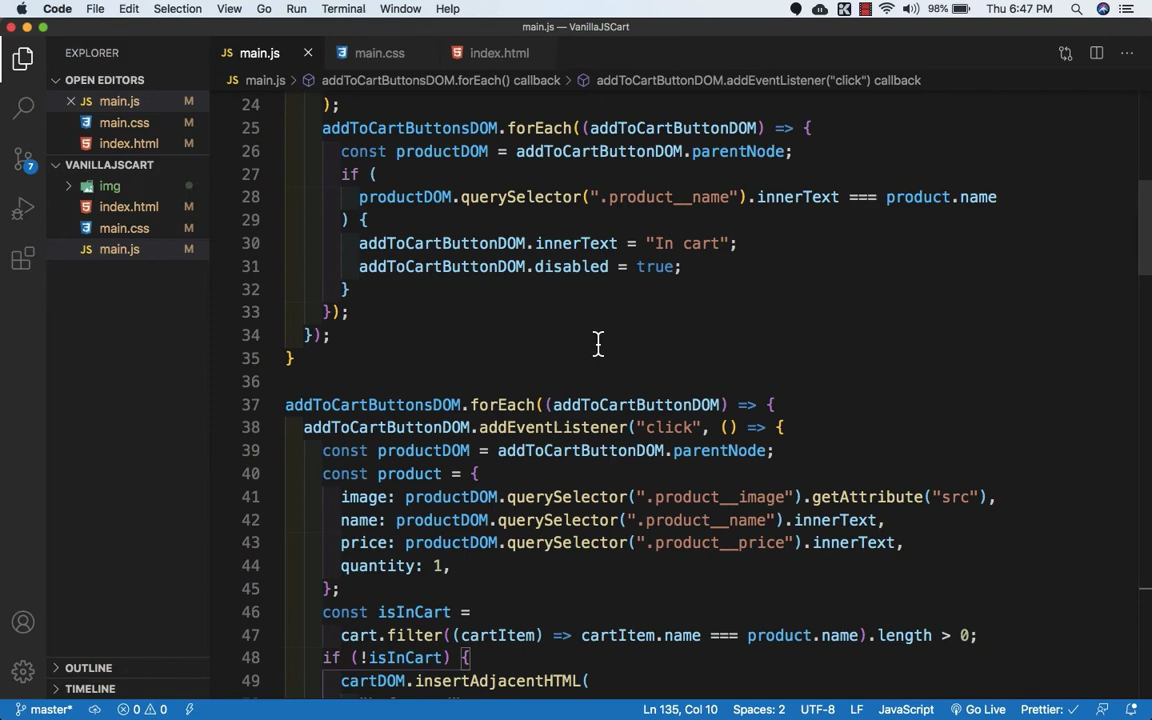 Code File Edit Selection View Go Run Terminal Window Help 98% Thu 7 May 6:47 PM
main.js — VanillaJSCart
EXPLORER
main.js
main.css
index.html
main.js > addToCartButtonsDOM.forEach() callback > addToCartButtonDOM.addEventListener("click") callback
OPEN EDITORS
main.js M
main.css M
index.html M
VANILLAJSCART
img
index.html M
main.css M
main.js M
OUTLINE
TIMELINE
7
24 );
25 addToCartButtonsDOM.forEach((addToCartButtonDOM) => {
26 const productDOM = addToCartButtonDOM.parentNode;
27 if (
28 productDOM.querySelector(".product__name").innerText === product.name
29 ) {
30 addToCartButtonDOM.innerText = "In cart";
31 addToCartButtonDOM.disabled = true;
32 }
33 });
34 });
35 }
36
37 addToCartButtonsDOM.forEach((addToCartButtonDOM) => {
38 addToCartButtonDOM.addEventListener("click", () => {
39 const productDOM = addToCartButtonDOM.parentNode;
40 const product = {
41 image: productDOM.querySelector(".product__image").getAttribute("src"),
42 name: productDOM.querySelector(".product__name").innerText,
43 price: productDOM.querySelector(".product__price").innerText,
44 quantity: 1,
45 };
46 const isInCart =
47 cart.filter((cartItem) => cartItem.name === product.name).length > 0;
48 if (!isInCart) {
49 cartDOM.insertAdjacentHTML(
master* 0 0 Ln 135, Col 10 Spaces: 2 UTF-8 LF JavaScript Go Live Prettier: ✓